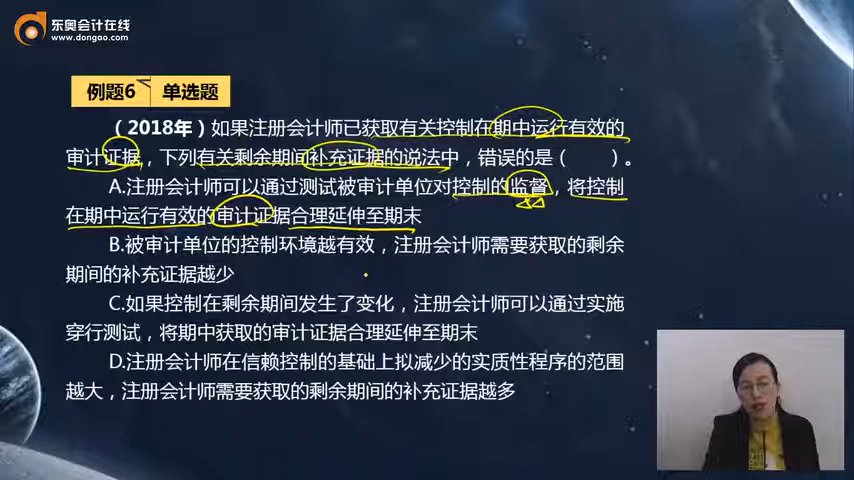 东奥会计在线
www.dongao.com
例题6 单选题
（2018年）如果注册会计师已获取有关控制在期中运行有效的
审计证据，下列有关剩余期间补充证据的说法中，错误的是（　　）。
A.注册会计师可以通过测试被审计单位对控制的监督，将控制
在期中运行有效的审计证据合理延伸至期末
B.被审计单位的控制环境越有效，注册会计师需要获取的剩余
期间的补充证据越少
C.如果控制在剩余期间发生了变化，注册会计师可以通过实施
穿行测试，将期中获取的审计证据合理延伸至期末
D.注册会计师在信赖控制的基础上拟减少的实质性程序的范围
越大，注册会计师需要获取的剩余期间的补充证据越多